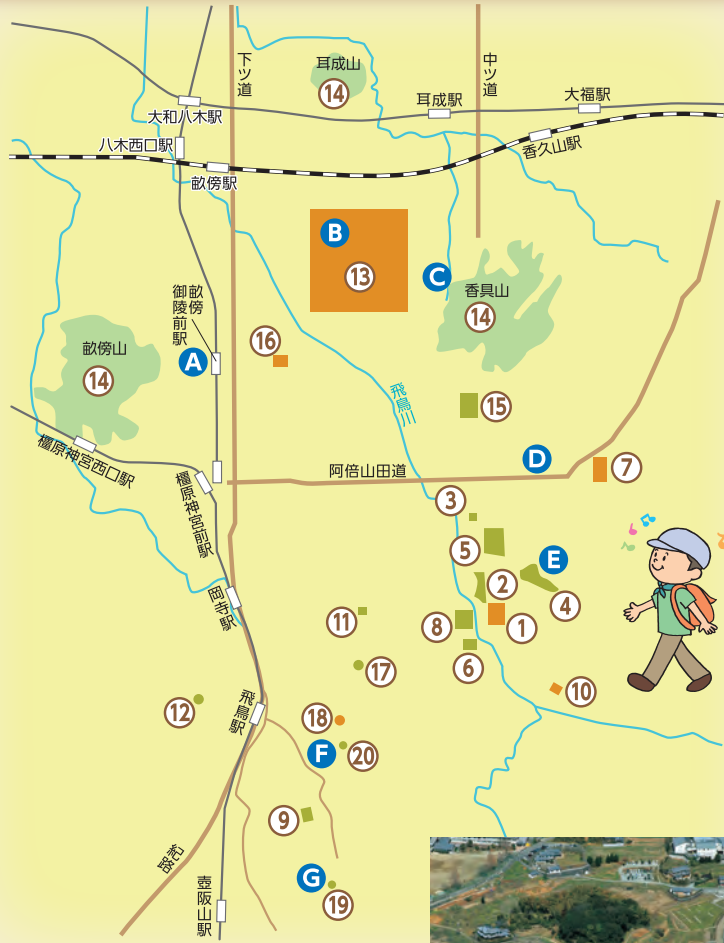 下ツ道
耳成山
⑭
中ツ道
大和八木駅
耳成駅
大福駅
八木西口駅
香久山駅
畝傍駅
B
⑬
C
香具山
⑭
畝傍
御陵前駅
A
⑯
畝傍山
⑭
飛鳥川
⑮
橿原神宮西口駅
橿原神宮前駅
阿倍山田道
D
⑦
③
⑤
E
②
④
⑧
①
⑥
岡寺駅
⑪
⑰
⑩
⑫
飛鳥駅
⑱
F
⑳
⑨
紀路
G
⑲
壺阪山駅